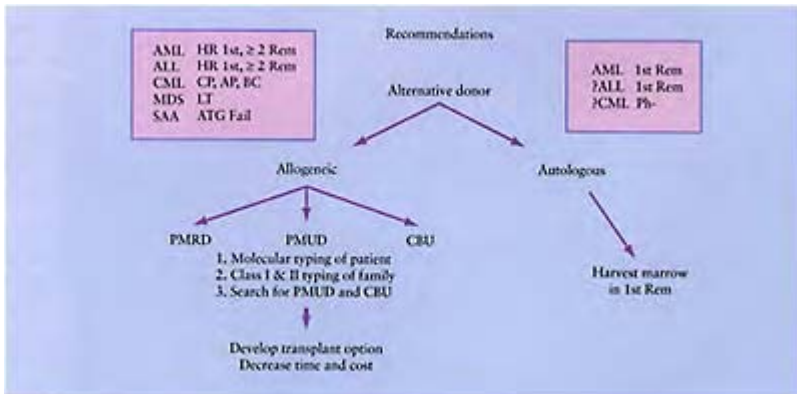 Recommendations
AML HR 1st, ≥ 2 Rem
ALL HR 1st, ≥ 2 Rem
CML CP, AP, BC
MDS LT
SAA ATG Fail
AML 1st Rem
?ALL 1st Rem
?CML Ph-
Alternative donor
Allogeneic
Autologous
PMRD
PMUD
CBU
1. Molecular typing of patient
2. Class I & II typing of family
3. Search for PMUD and CBU
Harvest marrow
in 1st Rem
Develop transplant option
Decrease time and cost